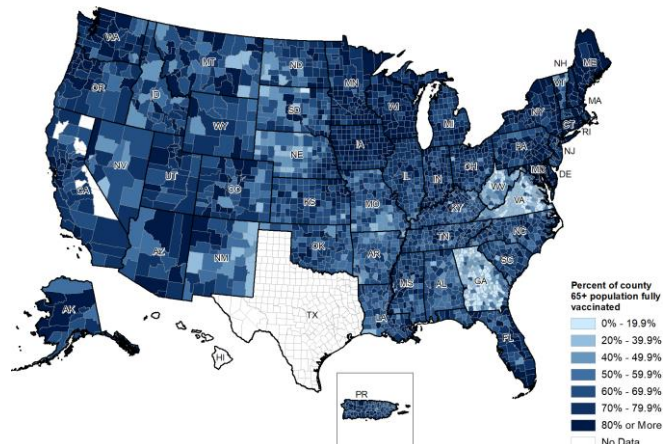 WA
OR
CA
NV
ID
MT
WY
UT
AZ
CO
NM
ND
SD
NE
KS
OK
TX
MN
IA
MO
AR
LA
WI
IL
MS
MI
IN
KY
TN
AL
OH
WV
VA
NC
SC
GA
FL
PA
NY
VT
NH
ME
MA
RI
CT
NJ
DE
MD
AK
HI
PR
Percent of county
65+ population fully
vaccinated
0% - 19.9%
20% - 39.9%
40% - 49.9%
50% - 59.9%
60% - 69.9%
70% - 79.9%
80% or More
No Data